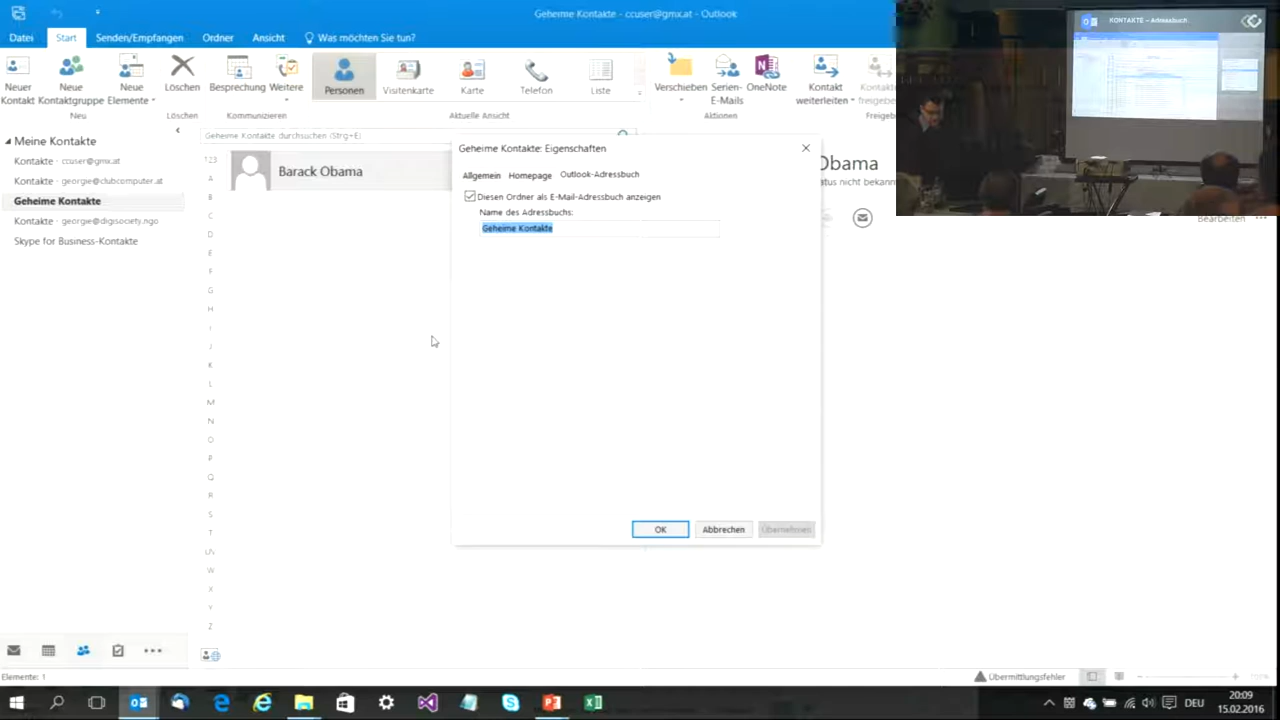 Geheime Kontakte - ccuser@gmx.at - Outlook
Datei Start Senden/Empfangen Ordner Ansicht Was möchten Sie tun?
Neuer Kontakt
Neue Kontaktgruppe
Neue Elemente
Löschen
Besprechung
Weitere
Personen
Visitenkarte
Karte
Telefon
Liste
Verschieben
Serien-E-Mails
OneNote
Kontakt weiterleiten
Neu
Löschen
Kommunizieren
Aktuelle Ansicht
Aktionen
KONTAKTE – Adressbuch
Meine Kontakte
Kontakte - ccuser@gmx.at
Kontakte - georgie@clubcomputer.at
Geheime Kontakte
Kontakte - georgie@digisociety.ngo
Skype for Business-Kontakte
Geheime Kontakte durchsuchen (Strg+E)
123
A
B
C
D
E
F
G
H
I
J
K
L
M
N
O
P
Q
R
S
T
UV
W
X
Y
Z
Barack Obama
Geheime Kontakte: Eigenschaften
Allgemein Homepage Outlook-Adressbuch
Diesen Ordner als E-Mail-Adressbuch anzeigen
Name des Adressbuchs:
Geheime Kontakte
OK Abbrechen Übernehmen
Obama
atus nicht bekann
Bearbeiten
Elemente: 1
Übermittlungsfehler
DEU
20:09
15.02.2016